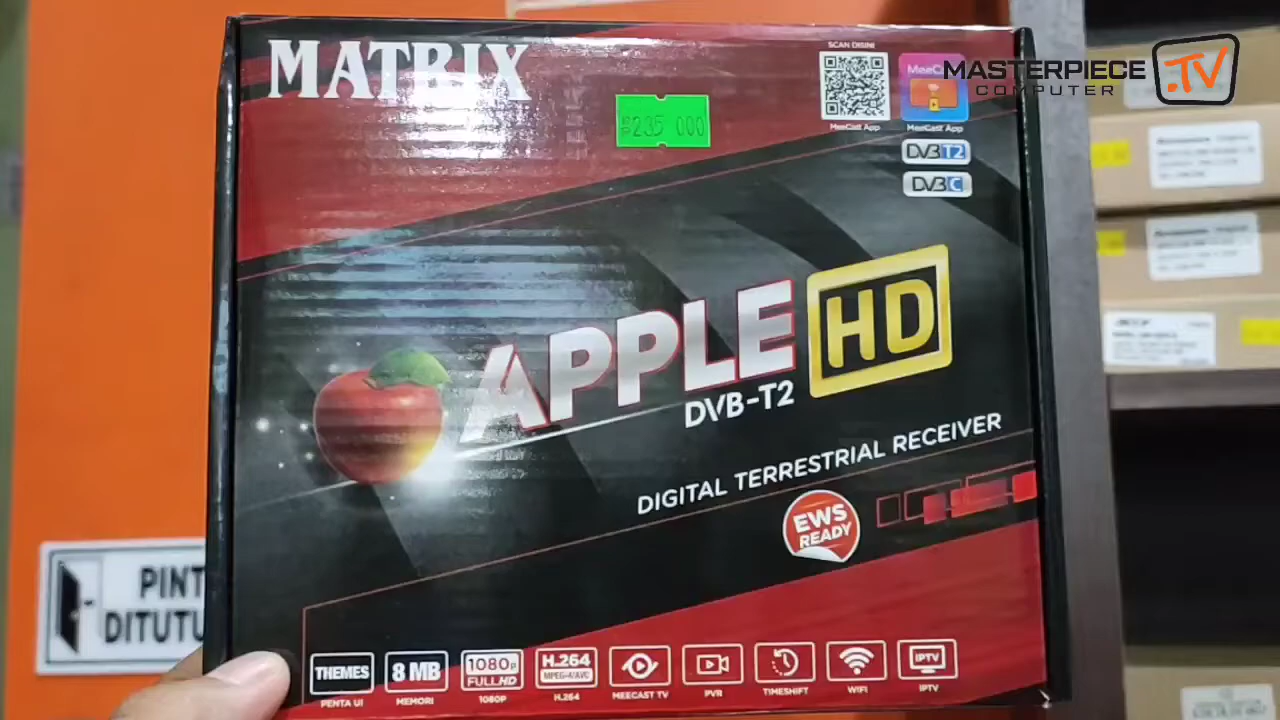 MATRIX
Rp 235 000
SCAN DISINI
MeeCast App
MeeCast App
DVB T2
DVB C
MASTERPIECE
COMPUTER
.TV
APPLE HD
DVB-T2
DIGITAL TERRESTRIAL RECEIVER
EWS
READY
PINT
DITUTU
THEMES
PENTA UI
8 MB
MEMORI
1080p
FULL HD
1080P
H.264
MPEG-4/AVC
H.264
MEECAST TV
PVR
TIMESHIFT
WIFI
IPTV
IPTV
acer